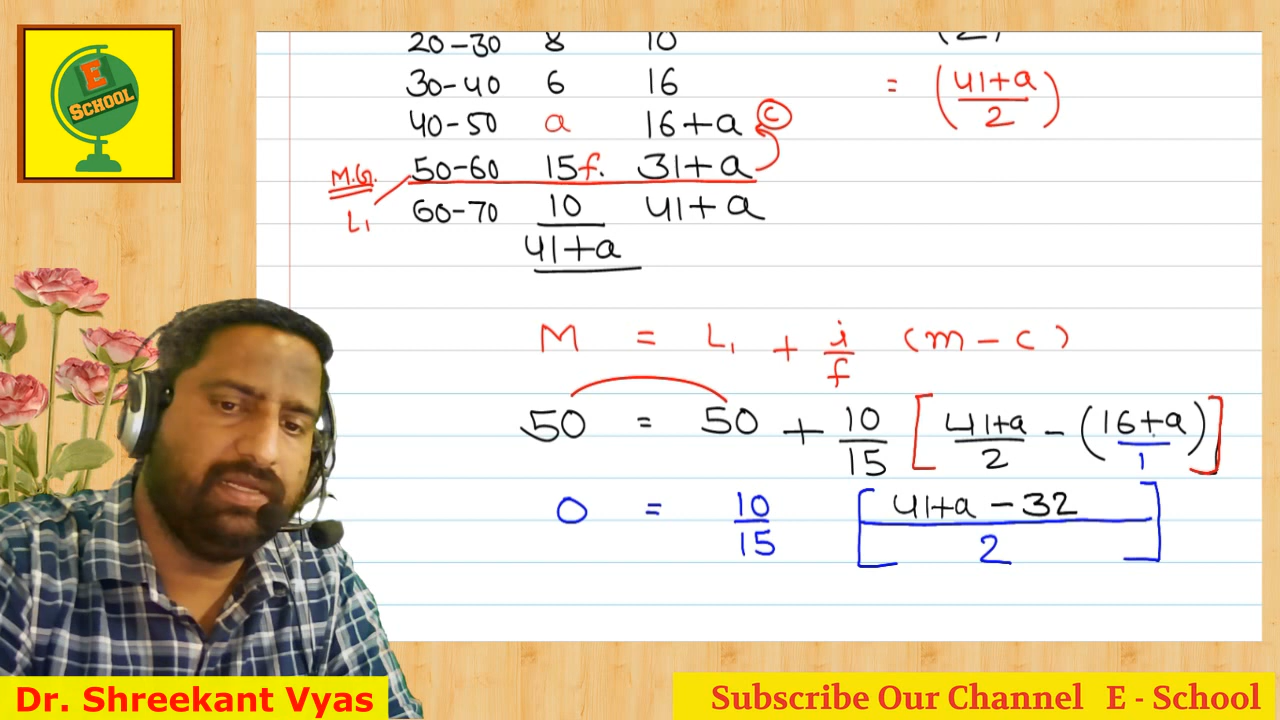 E
SCHOOL
20-30 8 10
30-40 6 16
40-50 a 16+a C
M.G. 50-60 15 f. 31+a
L₁ 60-70 10 41+a
41+a
= (41+a/2)
M = L₁ + i/f (m - c)
50 = 50 + 10/15 [41+a/2 - (16+a)/1]
0 = 10/15 [41+a - 32/2]
Dr. Shreekant Vyas
Subscribe Our Channel E - School